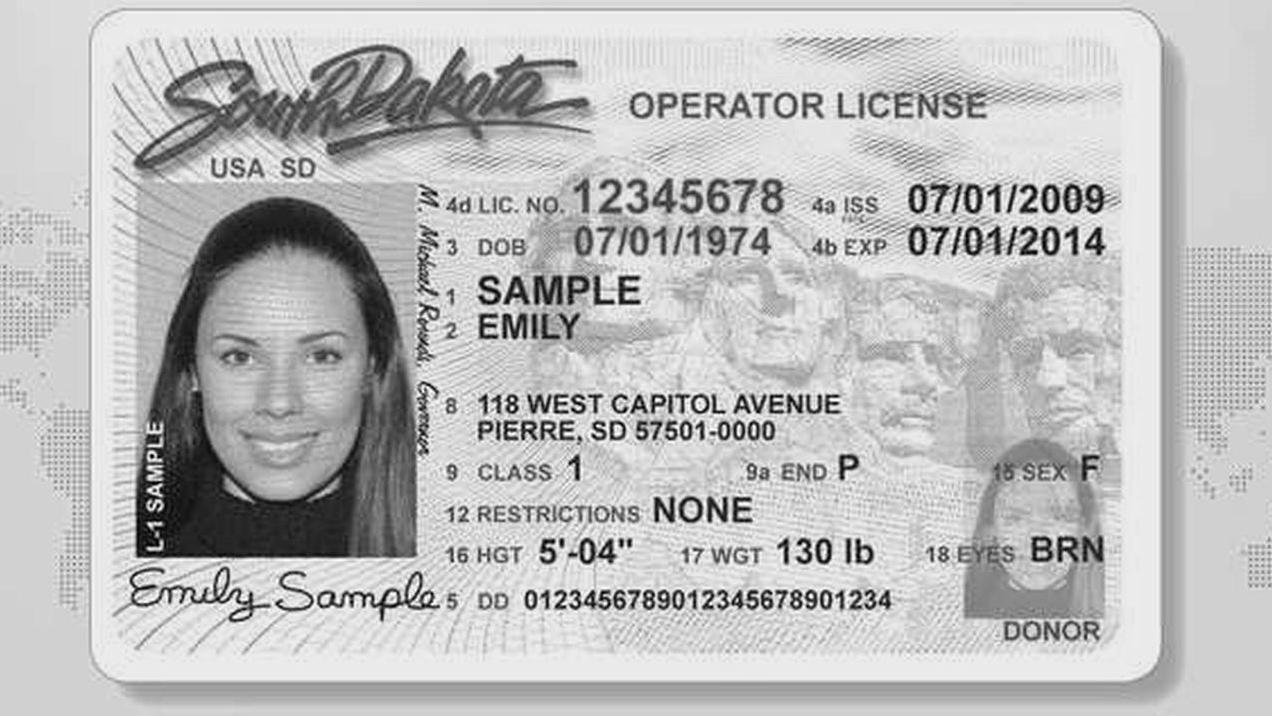 South Dakota
OPERATOR LICENSE
USA SD
4d LIC. NO. 12345678 4a ISS 07/01/2009
3 DOB 07/01/1974 4b EXP 07/01/2014
1 SAMPLE
2 EMILY
M. Michael Rounds, Governor
8 118 WEST CAPITOL AVENUE
PIERRE, SD 57501-0000
9 CLASS 1 9a END P 15 SEX F
12 RESTRICTIONS NONE
16 HGT 5'-04" 17 WGT 130 lb 18 EYES BRN
L-1 SAMPLE
Emily Sample
5 DD 0123456789012345678901234
DONOR